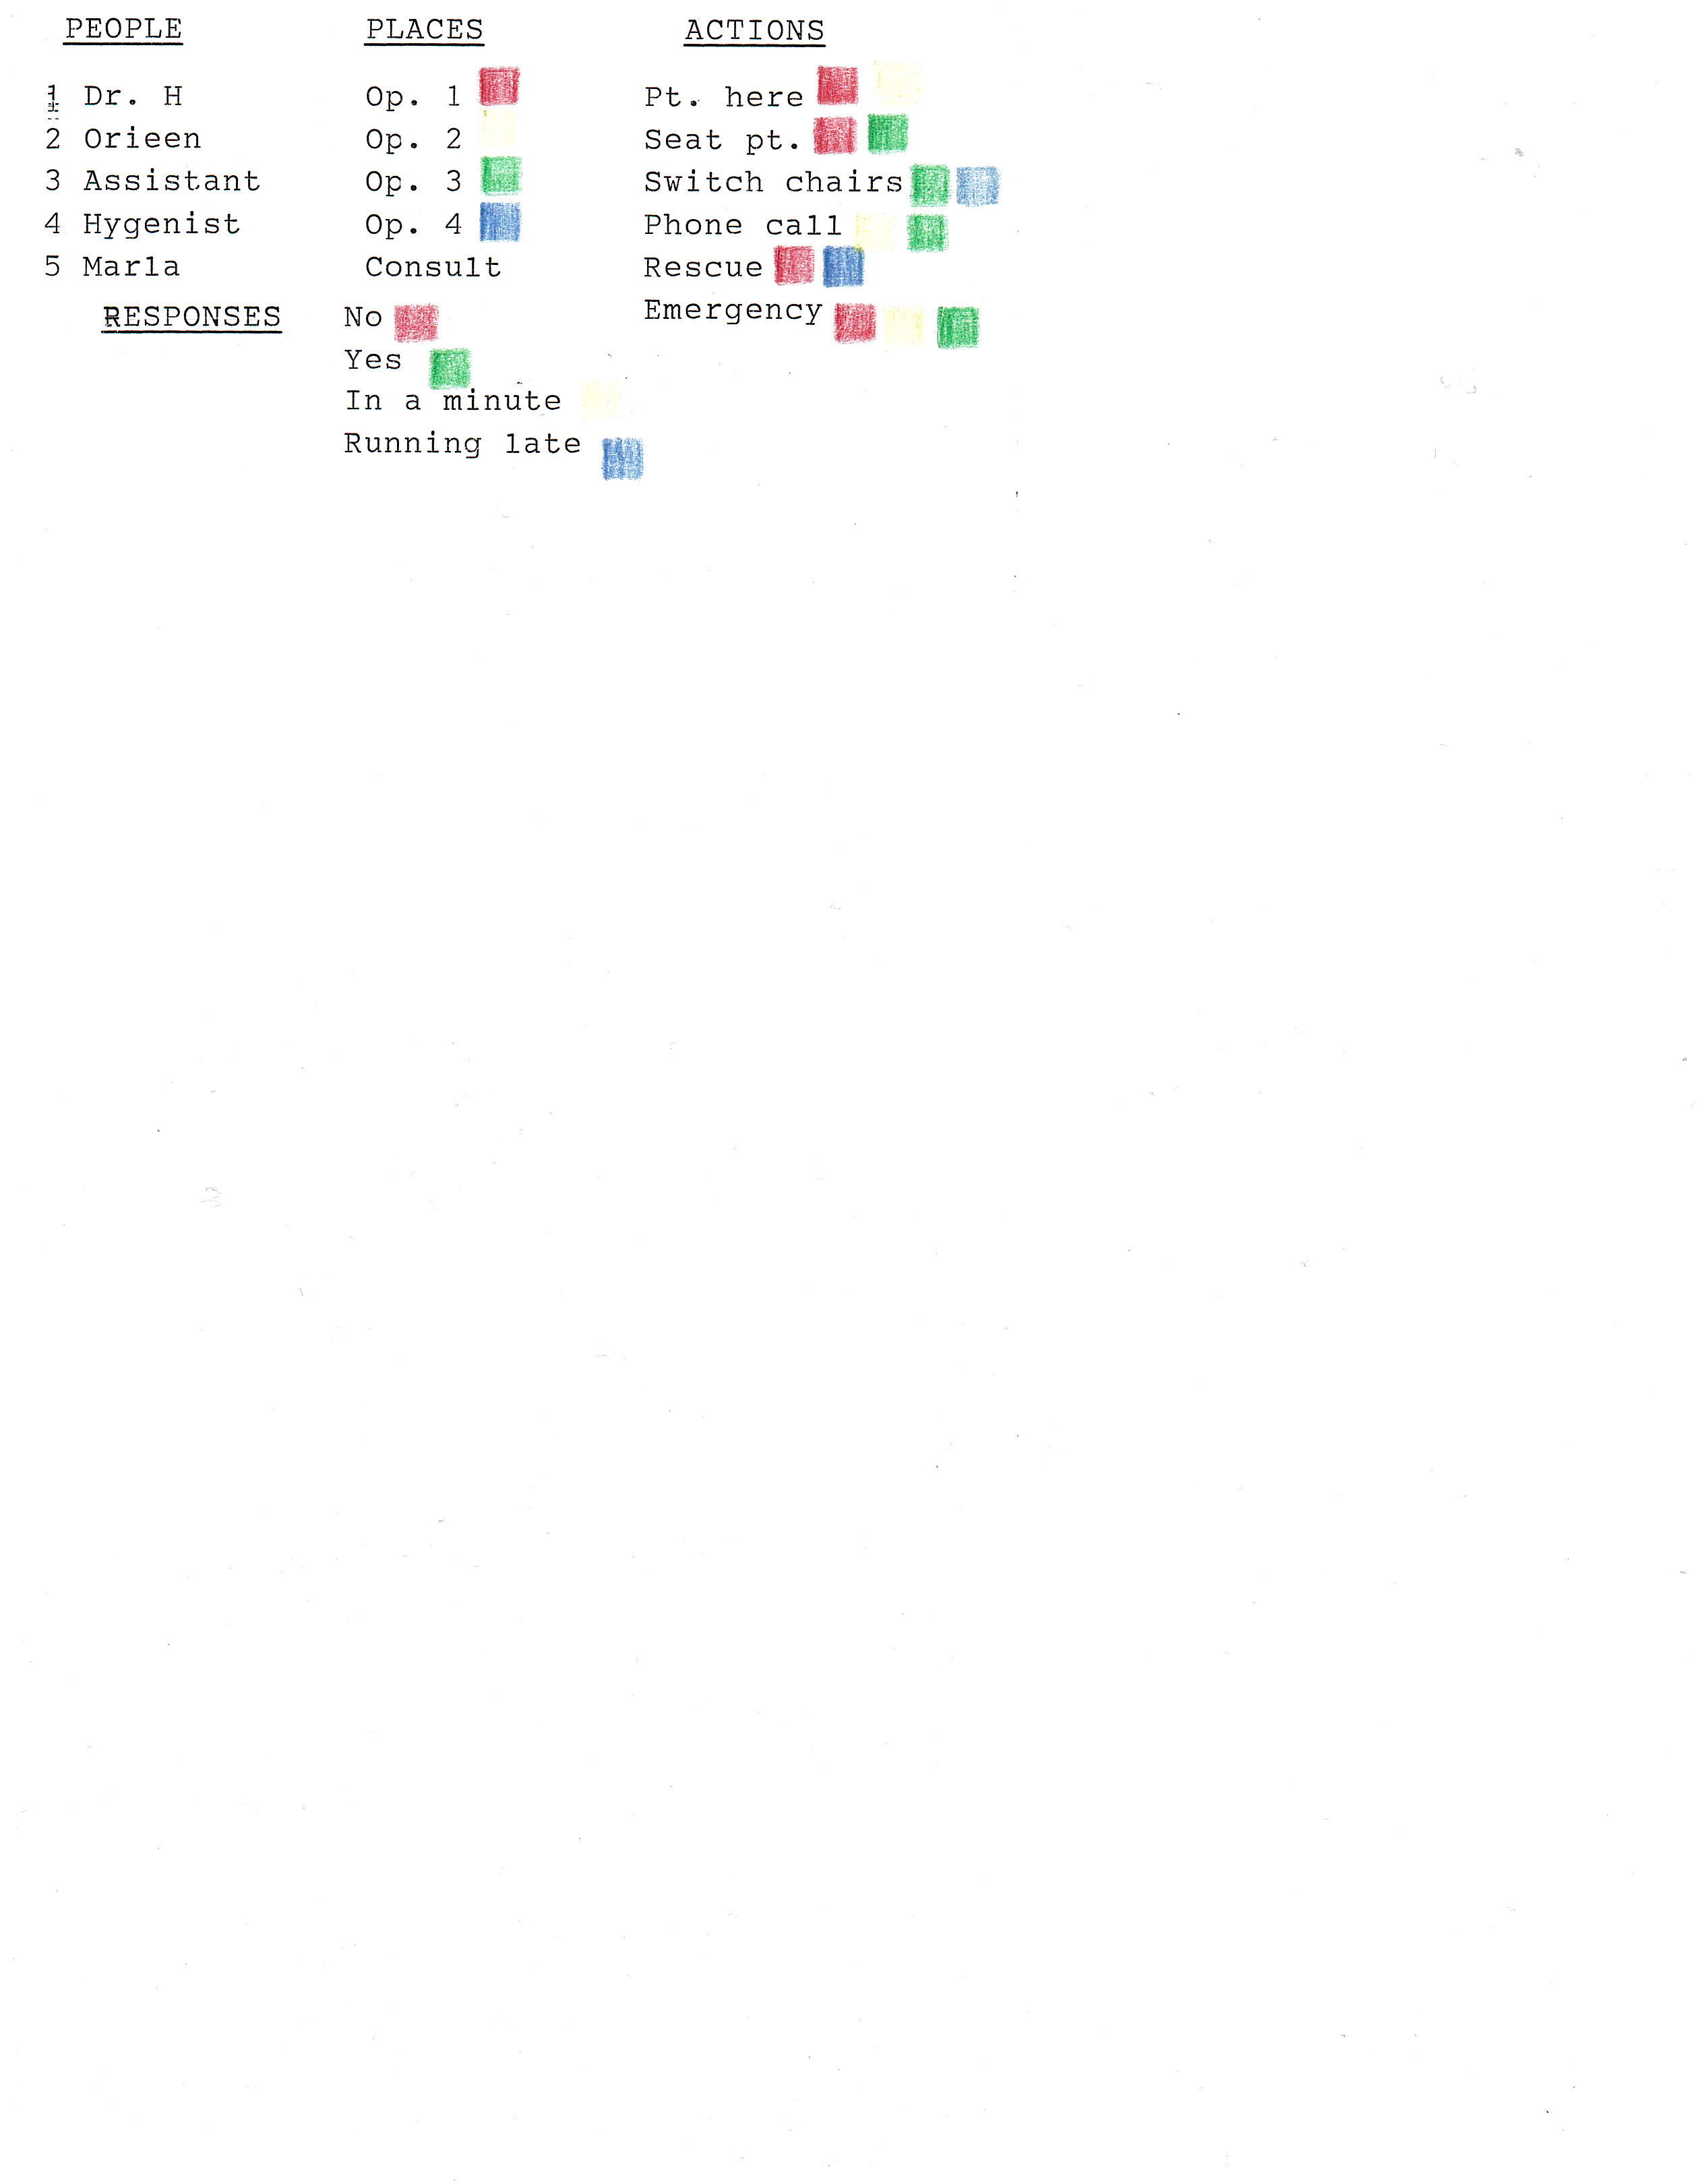 PEOPLE PLACES ACTIONS
1 Dr. H Op. 1 Pt. here
2 Orieen Op. 2 Seat pt.
3 Assistant Op. 3 Switch chairs
4 Hygenist Op. 4 Phone call
5 Marla Consult Rescue
RESPONSES No Emergency
Yes
In a minute
Running late